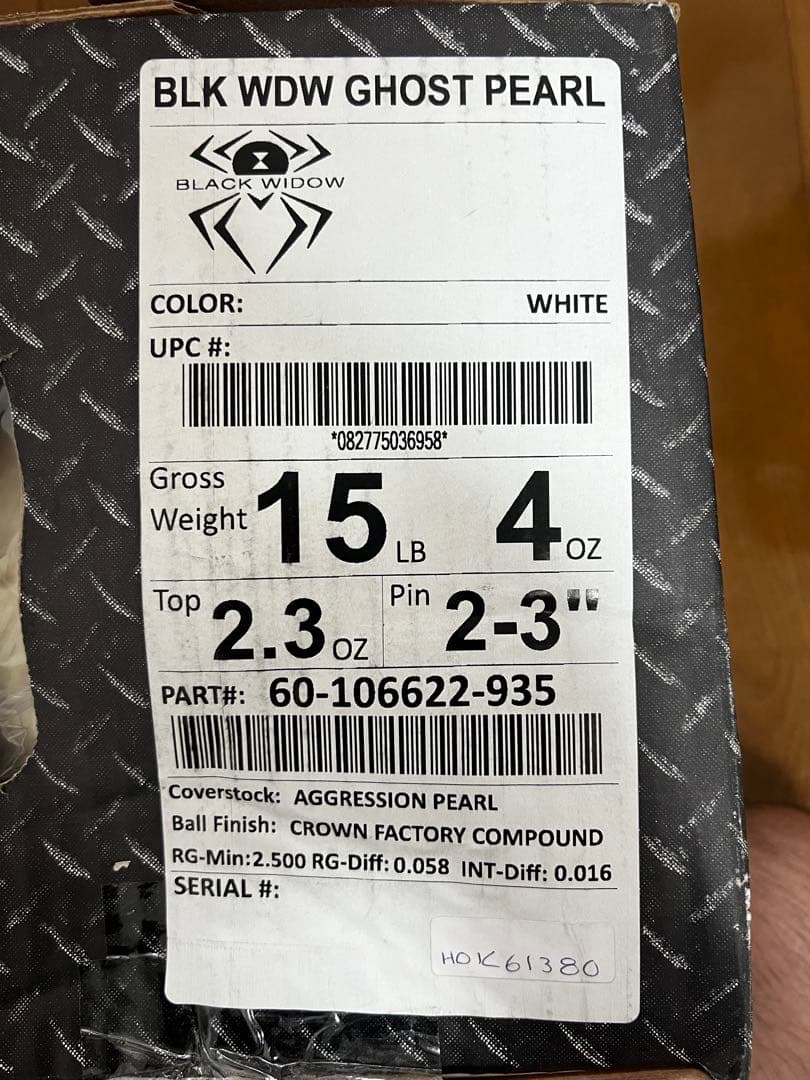 BLK WDW GHOST PEARL
BLACK WIDOW
COLOR: WHITE
UPC #:
*082775036958*
Gross Weight 15 LB 4 OZ
Top 2.3 OZ Pin 2-3"
PART#: 60-106622-935
Coverstock: AGGRESSION PEARL
Ball Finish: CROWN FACTORY COMPOUND
RG-Min:2.500 RG-Diff: 0.058 INT-Diff: 0.016
SERIAL #:
HOK61380